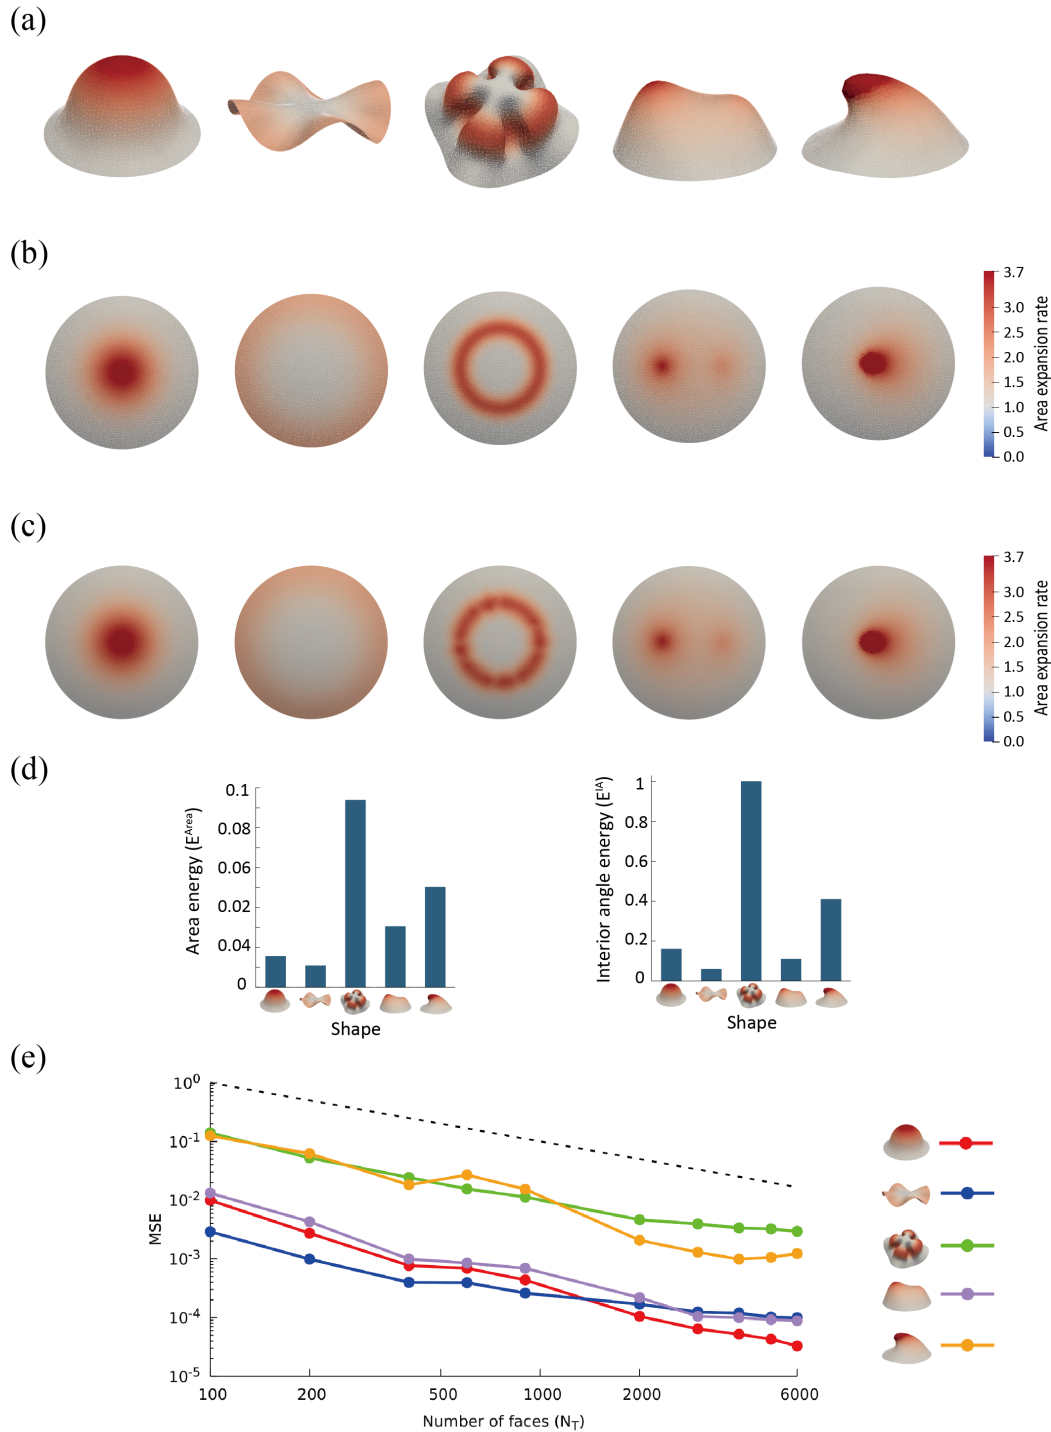 (a)
(b)
3.7
3.0
2.5
2.0
1.5
1.0
0.5
0.0
Area expansion rate
(c)
3.7
3.0
2.5
2.0
1.5
1.0
0.5
0.0
Area expansion rate
(d)
Area energy (E^Area)
0.1
0.08
0.06
0.02
0.04
0
Shape
Interior angle energy (E^IA)
1
0.8
0.6
0.4
0.2
0
Shape
(e)
MSE
10^0
10^-1
10^-2
10^-3
10^-4
10^-5
100 200 500 1000 2000 6000
Number of faces (N_T)